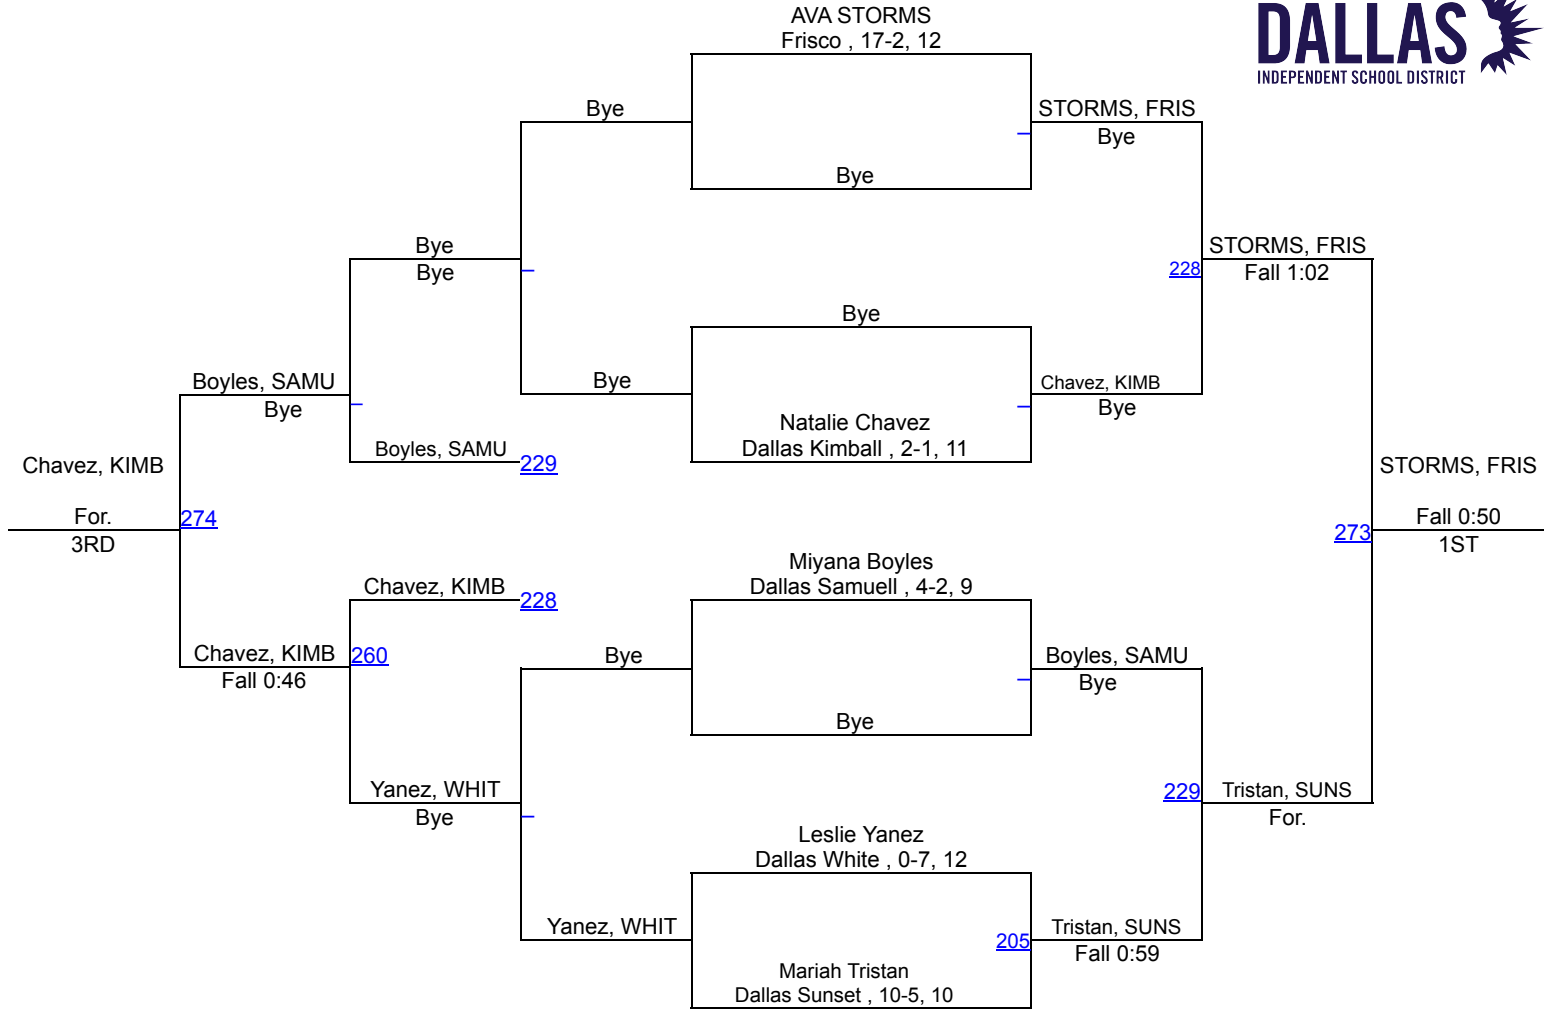 AVA STORMS
Frisco , 17-2, 12
DALLAS
INDEPENDENT SCHOOL DISTRICT
Bye
STORMS, FRIS
Bye
Bye
Bye
Bye
STORMS, FRIS
228
Fall 1:02
Bye
Boyles, SAMU
Bye
Bye
Chavez, KIMB
Bye
Natalie Chavez
Dallas Kimball , 2-1, 11
Boyles, SAMU
229
Chavez, KIMB
STORMS, FRIS
For.
274
3RD
Fall 0:50
273
1ST
Miyana Boyles
Dallas Samuell , 4-2, 9
Chavez, KIMB
228
Chavez, KIMB
260
Fall 0:46
Bye
Boyles, SAMU
Bye
Bye
Yanez, WHIT
Bye
229
Tristan, SUNS
For.
Leslie Yanez
Dallas White , 0-7, 12
Yanez, WHIT
205
Tristan, SUNS
Fall 0:59
Mariah Tristan
Dallas Sunset , 10-5, 10